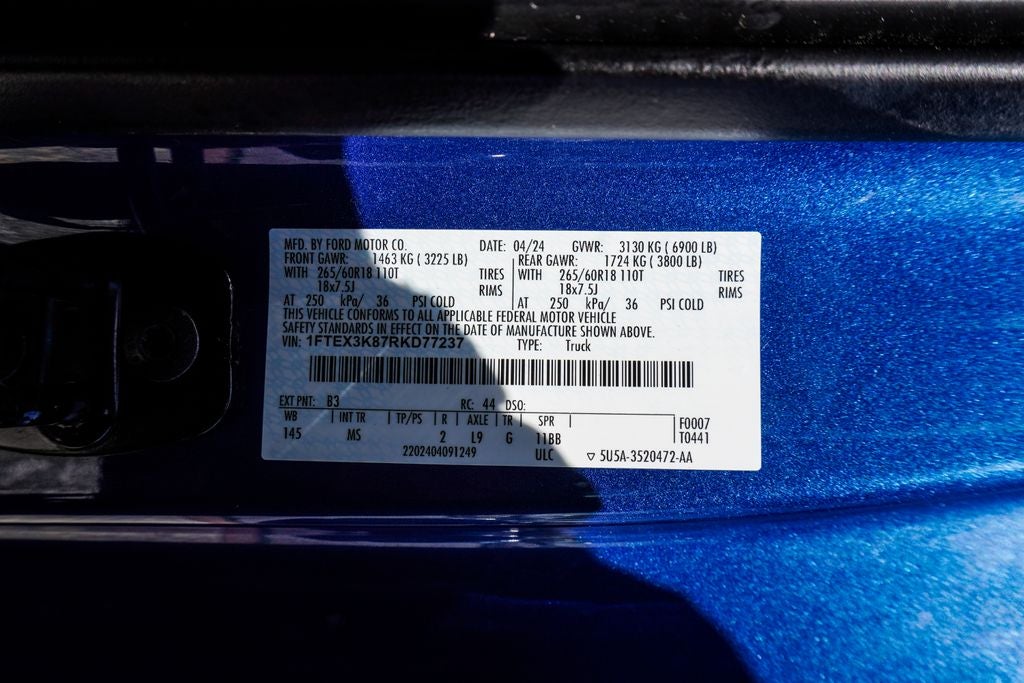 MFD. BY FORD MOTOR CO. DATE: 04/24 GVWR: 3130 KG ( 6900 LB)
FRONT GAWR: 1463 KG ( 3225 LB) REAR GAWR: 1724 KG ( 3800 LB)
WITH 265/60R18 110T TIRES WITH 265/60R18 110T TIRES
18x7.5J RIMS 18x7.5J RIMS
AT 250 kPa/ 36 PSI COLD AT 250 kPa/ 36 PSI COLD
THIS VEHICLE CONFORMS TO ALL APPLICABLE FEDERAL MOTOR VEHICLE
SAFETY STANDARDS IN EFFECT ON THE DATE OF MANUFACTURE SHOWN ABOVE.
VIN: 1FTEX3K87RKD77237 TYPE: Truck
EXT PNT: B3 RC: 44 DSO:
WB INT TR TP/PS R AXLE TR SPR F0007
145 MS 2 L9 G 11BB T0441
2202404091249 ULC ▽ 5U5A-3520472-AA